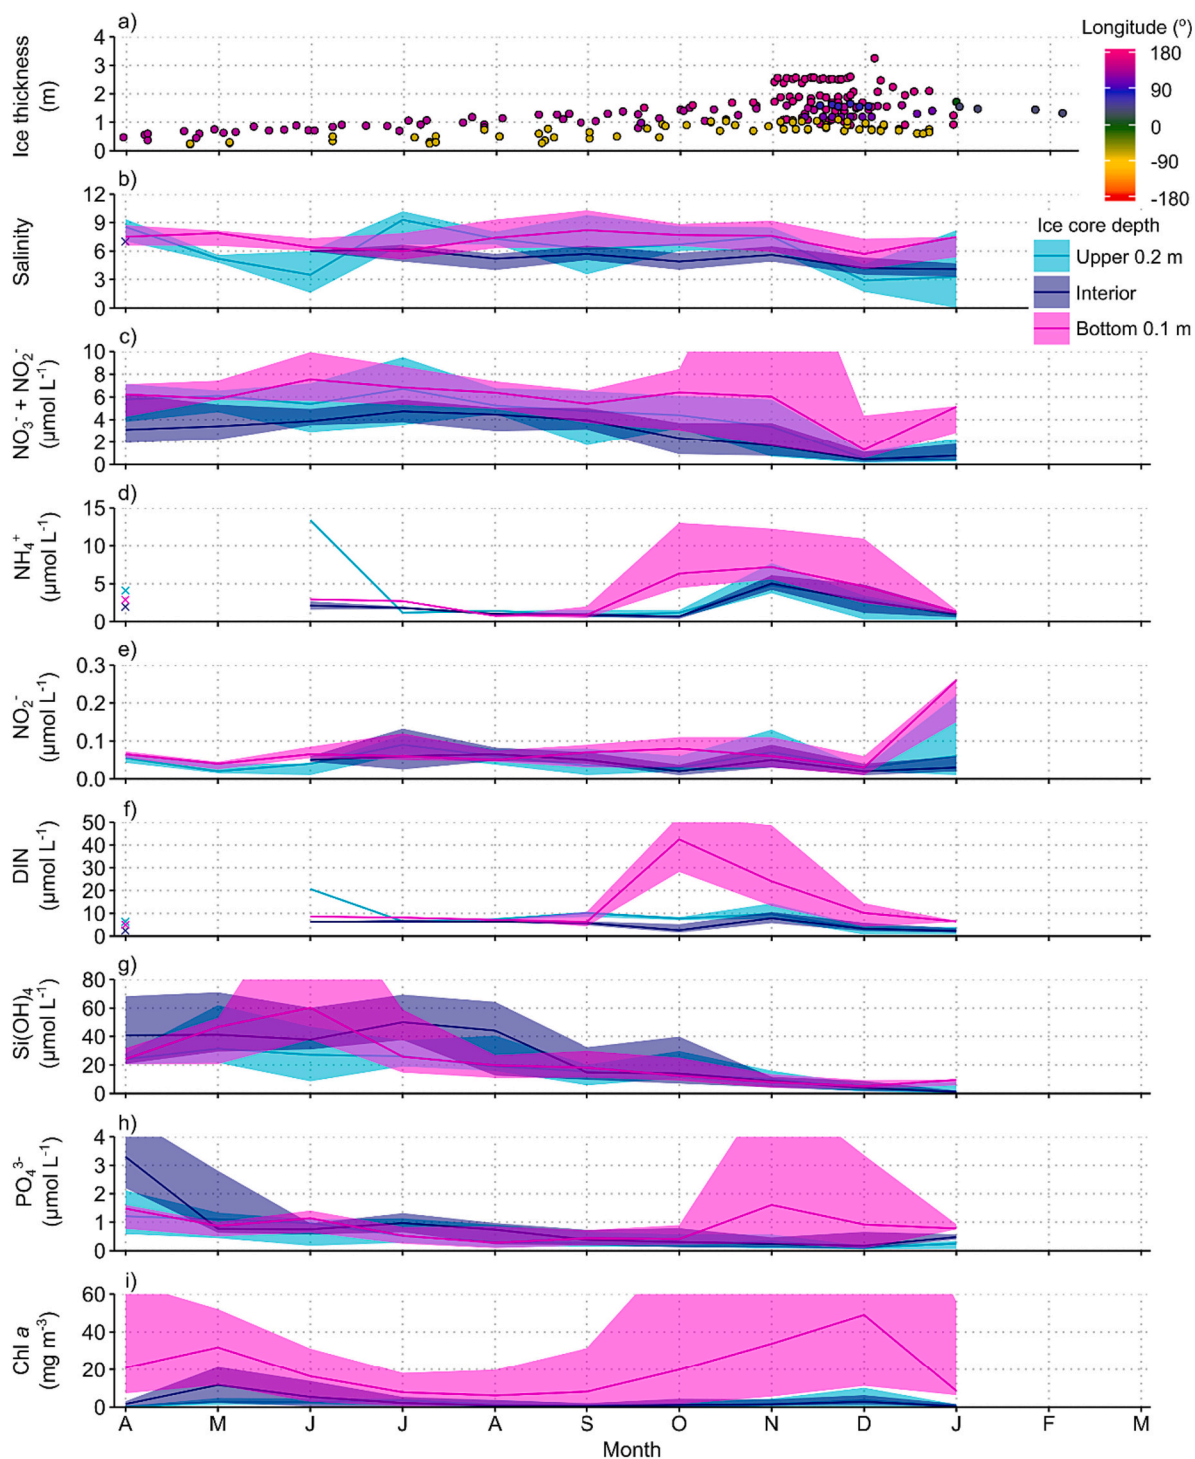 a)
Ice thickness
(m)
4
3
2
1
0
Longitude (º)
180
90
0
-90
-180
b)
Salinity
12
9
6
3
0
Ice core depth
Upper 0.2 m
Interior
Bottom 0.1 m
c)
NO₃⁻ + NO₂⁻
(µmol L⁻¹)
10
8
6
4
2
0
d)
NH₄⁺
(µmol L⁻¹)
15
10
5
0
e)
NO₂⁻
(µmol L⁻¹)
0.3
0.2
0.1
0.0
f)
DIN
(µmol L⁻¹)
50
40
30
20
10
0
g)
Si(OH)₄
(µmol L⁻¹)
80
60
40
20
0
h)
PO₄³⁻
(µmol L⁻¹)
4
3
2
1
0
i)
Chl a
(mg m⁻³)
60
40
20
0
A M J J A S O N D J F M
Month